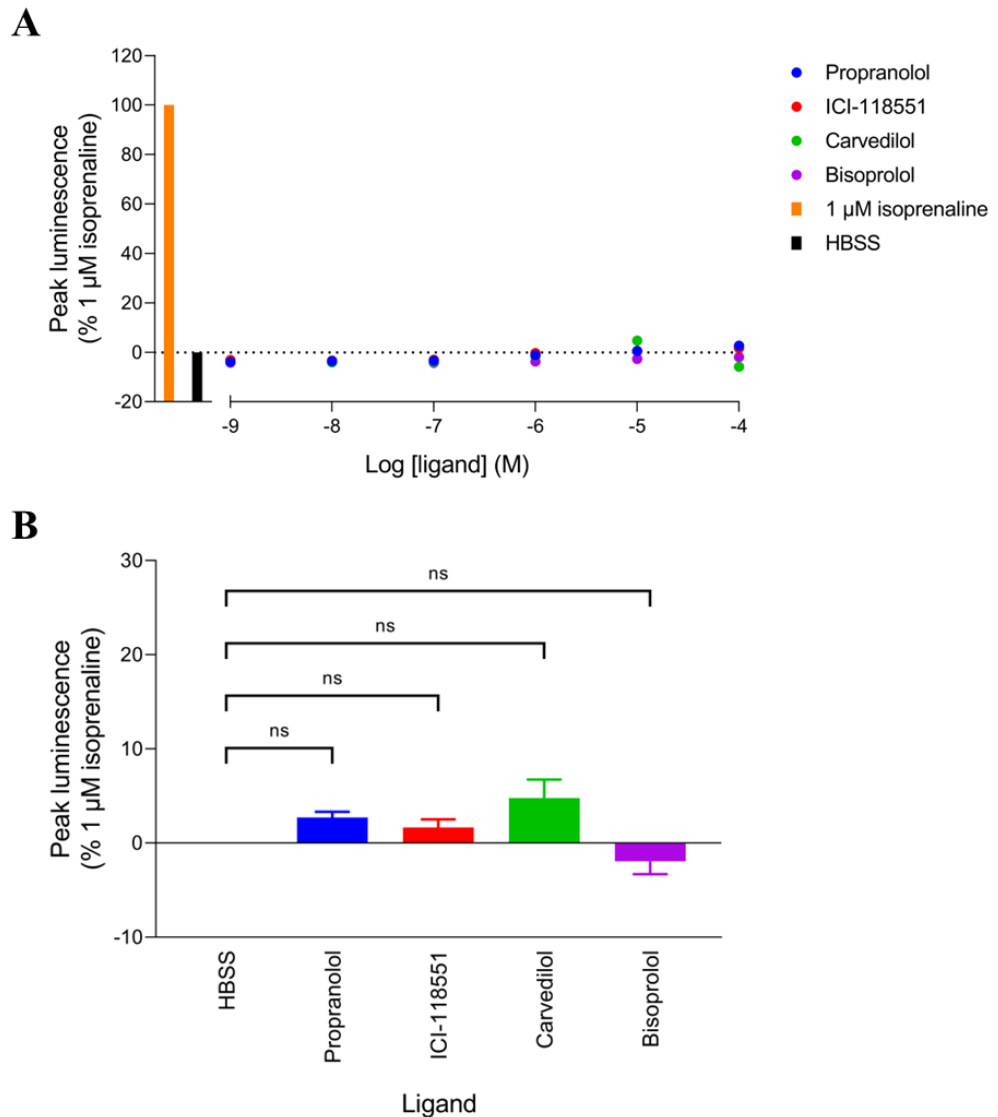 A
Peak luminescence
(% 1 µM isoprenaline)
120
100
80
60
40
20
0
-20
-9
-8
-7
-6
-5
-4
Log [ligand] (M)
Propranolol
ICI-118551
Carvedilol
Bisoprolol
1 µM isoprenaline
HBSS
B
Peak luminescence
(% 1 µM isoprenaline)
30
20
10
0
-10
ns
ns
ns
ns
HBSS
Propranolol
ICI-118551
Carvedilol
Bisoprolol
Ligand